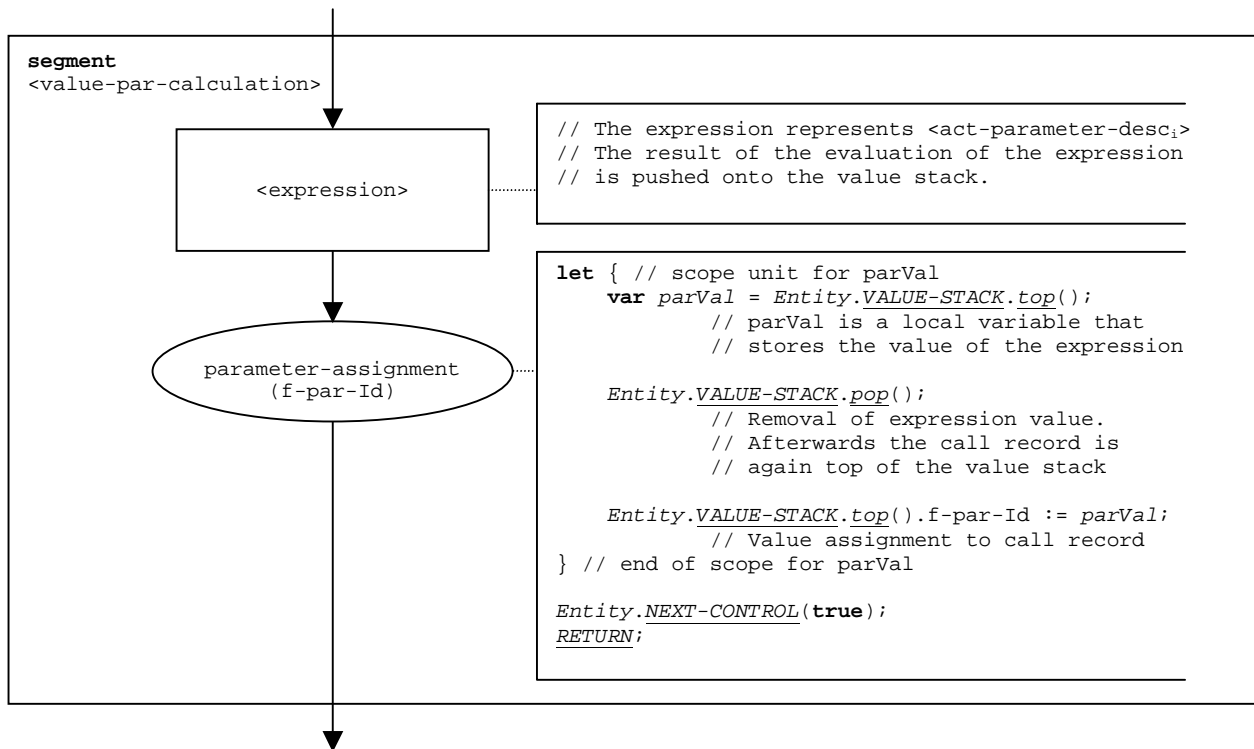 segment
<value-par-calculation>
<expression>
// The expression represents <act-parameter-desci>
// The result of the evaluation of the expression
// is pushed onto the value stack.
parameter-assignment
(f-par-Id)
let { // scope unit for parVal
var parVal = Entity.VALUE-STACK.top();
// parVal is a local variable that
// stores the value of the expression
Entity.VALUE-STACK.pop();
// Removal of expression value.
// Afterwards the call record is
// again top of the value stack
Entity.VALUE-STACK.top().f-par-Id := parVal;
// Value assignment to call record
} // end of scope for parVal
Entity.NEXT-CONTROL(true);
RETURN;